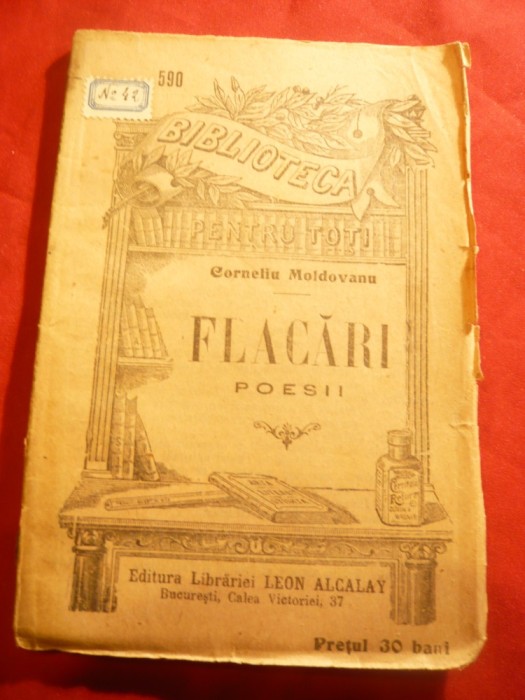 590
No 42
BIBLIOTECA
PENTRU TOȚI
Corneliu Moldovanu
FLACĂRI
POESII
Editura Librăriei LEON ALCALAY
București, Calea Victoriei, 37
Prețul 30 bani